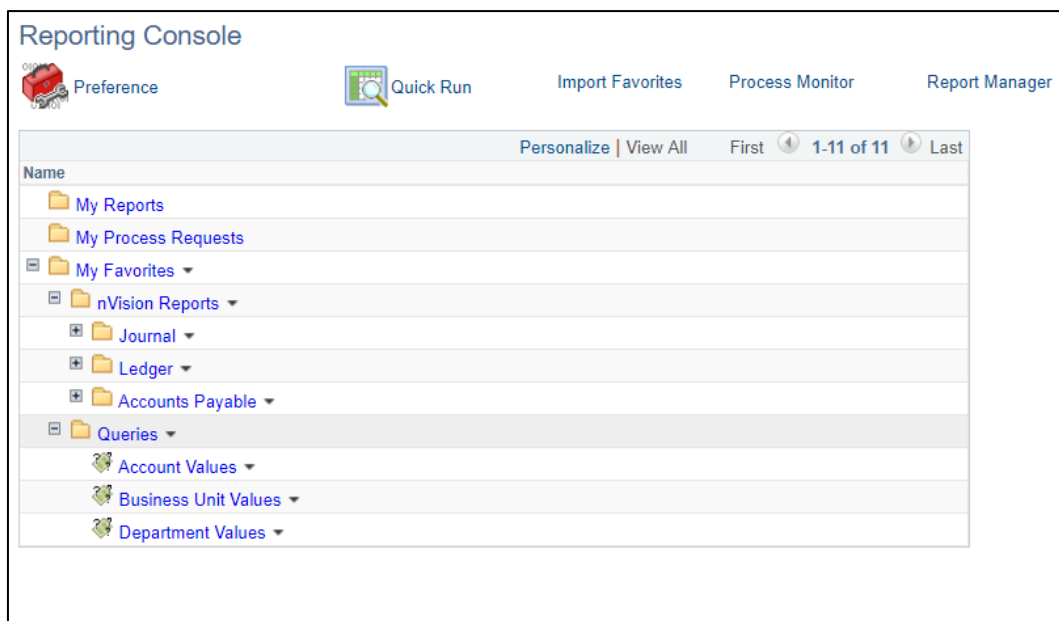 Reporting Console
Preference Quick Run Import Favorites Process Monitor Report Manager
Personalize | View All First 1-11 of 11 Last
Name
My Reports
My Process Requests
My Favorites
nVision Reports
Journal
Ledger
Accounts Payable
Queries
Account Values
Business Unit Values
Department Values